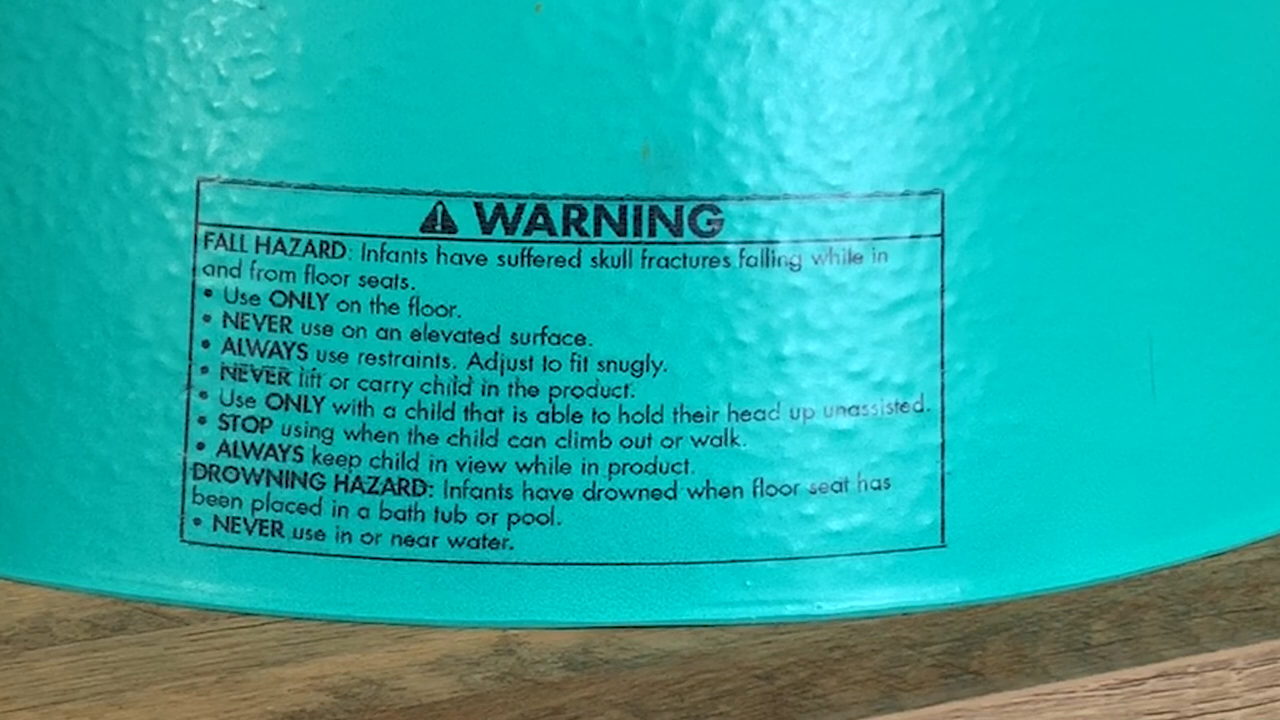 ⚠ WARNING
FALL HAZARD: Infants have suffered skull fractures falling while in
and from floor seats.
• Use ONLY on the floor.
• NEVER use on an elevated surface.
• ALWAYS use restraints. Adjust to fit snugly.
• NEVER lift or carry child in the product.
• Use ONLY with a child that is able to hold their head up unassisted.
• STOP using when the child can climb out or walk.
• ALWAYS keep child in view while in product.
DROWNING HAZARD: Infants have drowned when floor seat has
been placed in a bath tub or pool.
• NEVER use in or near water.